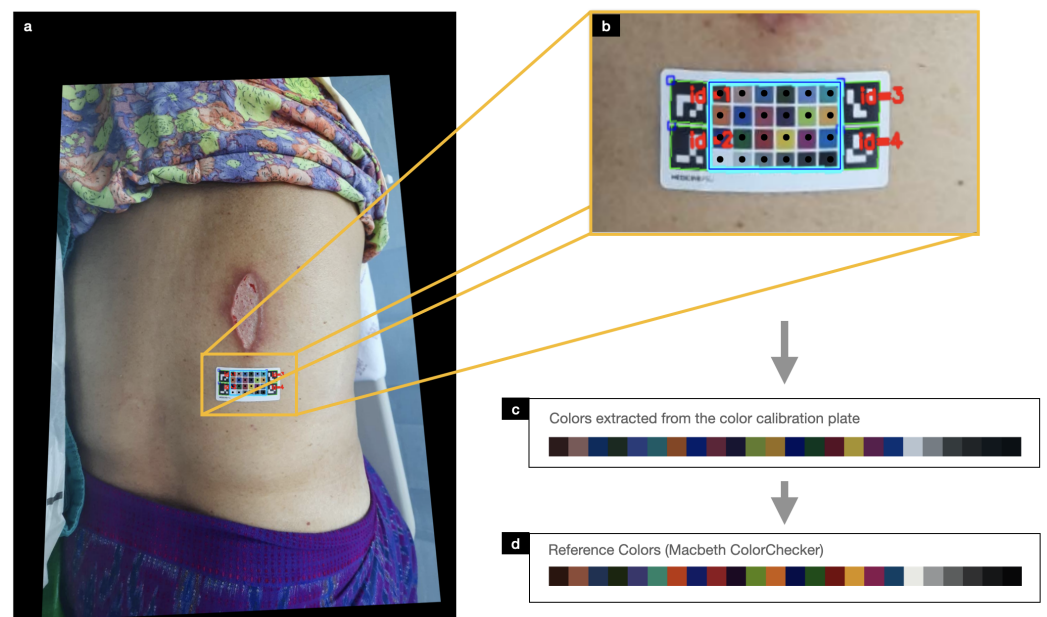 a
b
id=1
id=3
id=2
id=4
c
Colors extracted from the color calibration plate
d
Reference Colors (Macbeth ColorChecker)